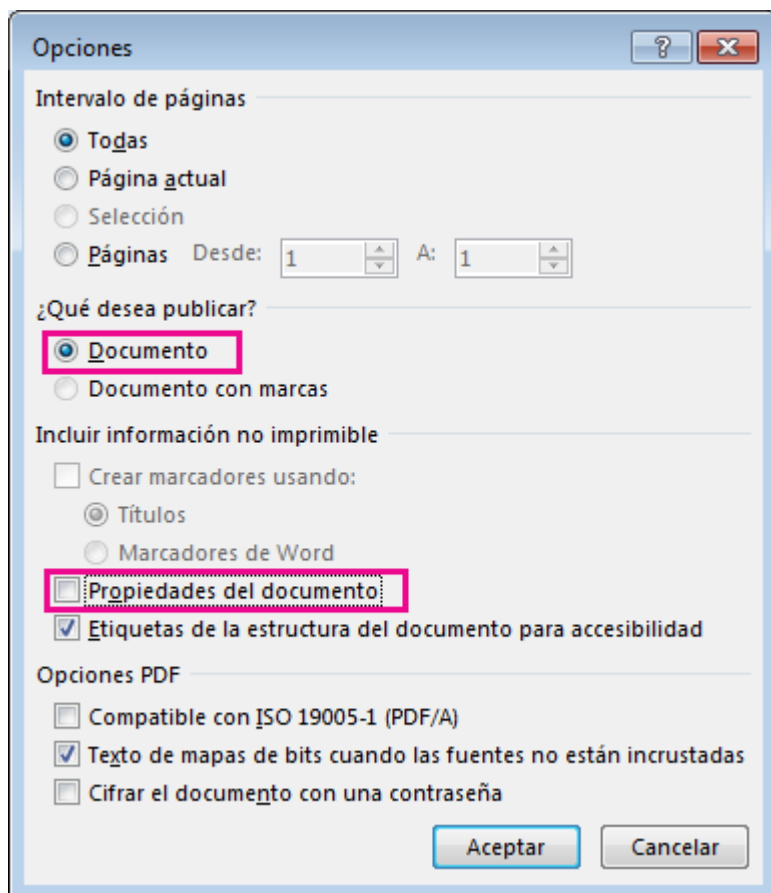 Opciones
Intervalo de páginas
Todas
Página actual
Selección
Páginas Desde: 1 A: 1
¿Qué desea publicar?
Documento
Documento con marcas
Incluir información no imprimible
Crear marcadores usando:
Títulos
Marcadores de Word
Propiedades del documento
Etiquetas de la estructura del documento para accesibilidad
Opciones PDF
Compatible con ISO 19005-1 (PDF/A)
Texto de mapas de bits cuando las fuentes no están incrustadas
Cifrar el documento con una contraseña
Aceptar Cancelar